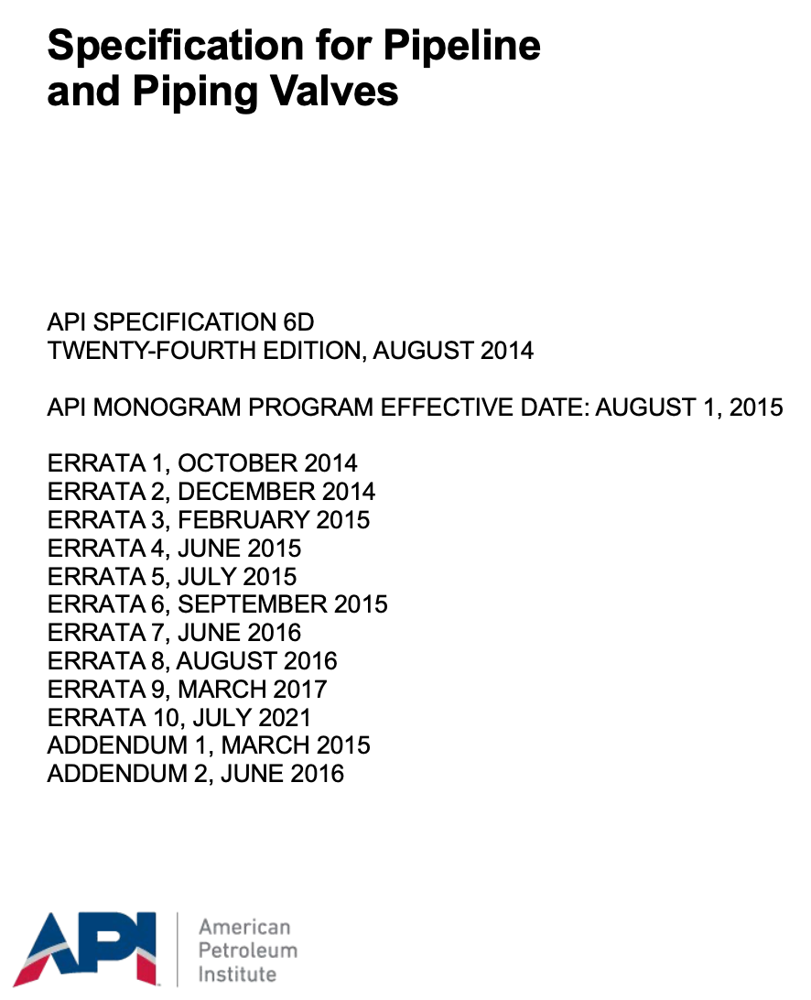 Specification for Pipeline
and Piping Valves
API SPECIFICATION 6D
TWENTY-FOURTH EDITION, AUGUST 2014
API MONOGRAM PROGRAM EFFECTIVE DATE: AUGUST 1, 2015
ERRATA 1, OCTOBER 2014
ERRATA 2, DECEMBER 2014
ERRATA 3, FEBRUARY 2015
ERRATA 4, JUNE 2015
ERRATA 5, JULY 2015
ERRATA 6, SEPTEMBER 2015
ERRATA 7, JUNE 2016
ERRATA 8, AUGUST 2016
ERRATA 9, MARCH 2017
ERRATA 10, JULY 2021
ADDENDUM 1, MARCH 2015
ADDENDUM 2, JUNE 2016
API
American
Petroleum
Institute